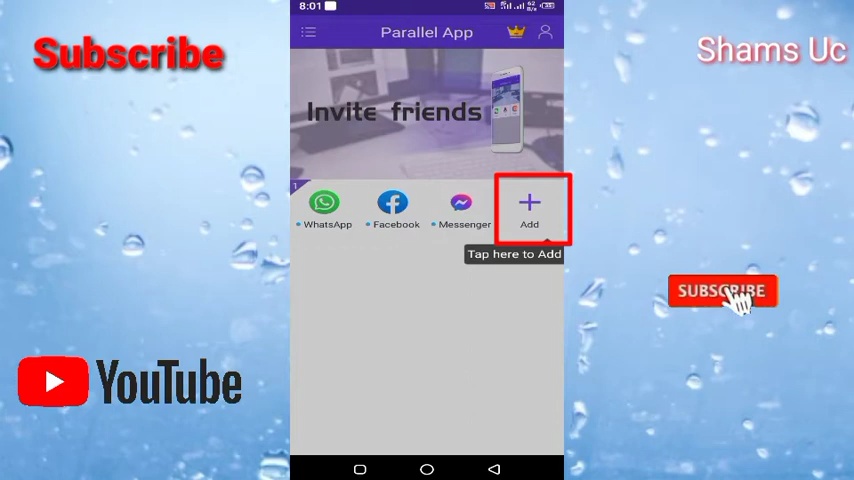 Subscribe
Shams Uc
8:01
Parallel App
Invite friends
1
WhatsApp
Facebook
Messenger
Add
Tap here to Add
SUBSCRIBE
YouTube